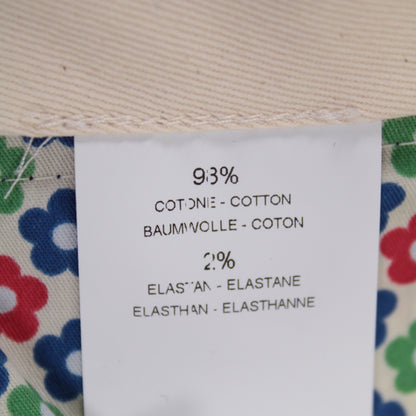 98%
COTONE - COTTON
BAUMWOLLE - COTON
2%
ELASTAN - ELASTANE
ELASTHAN - ELASTHANNE